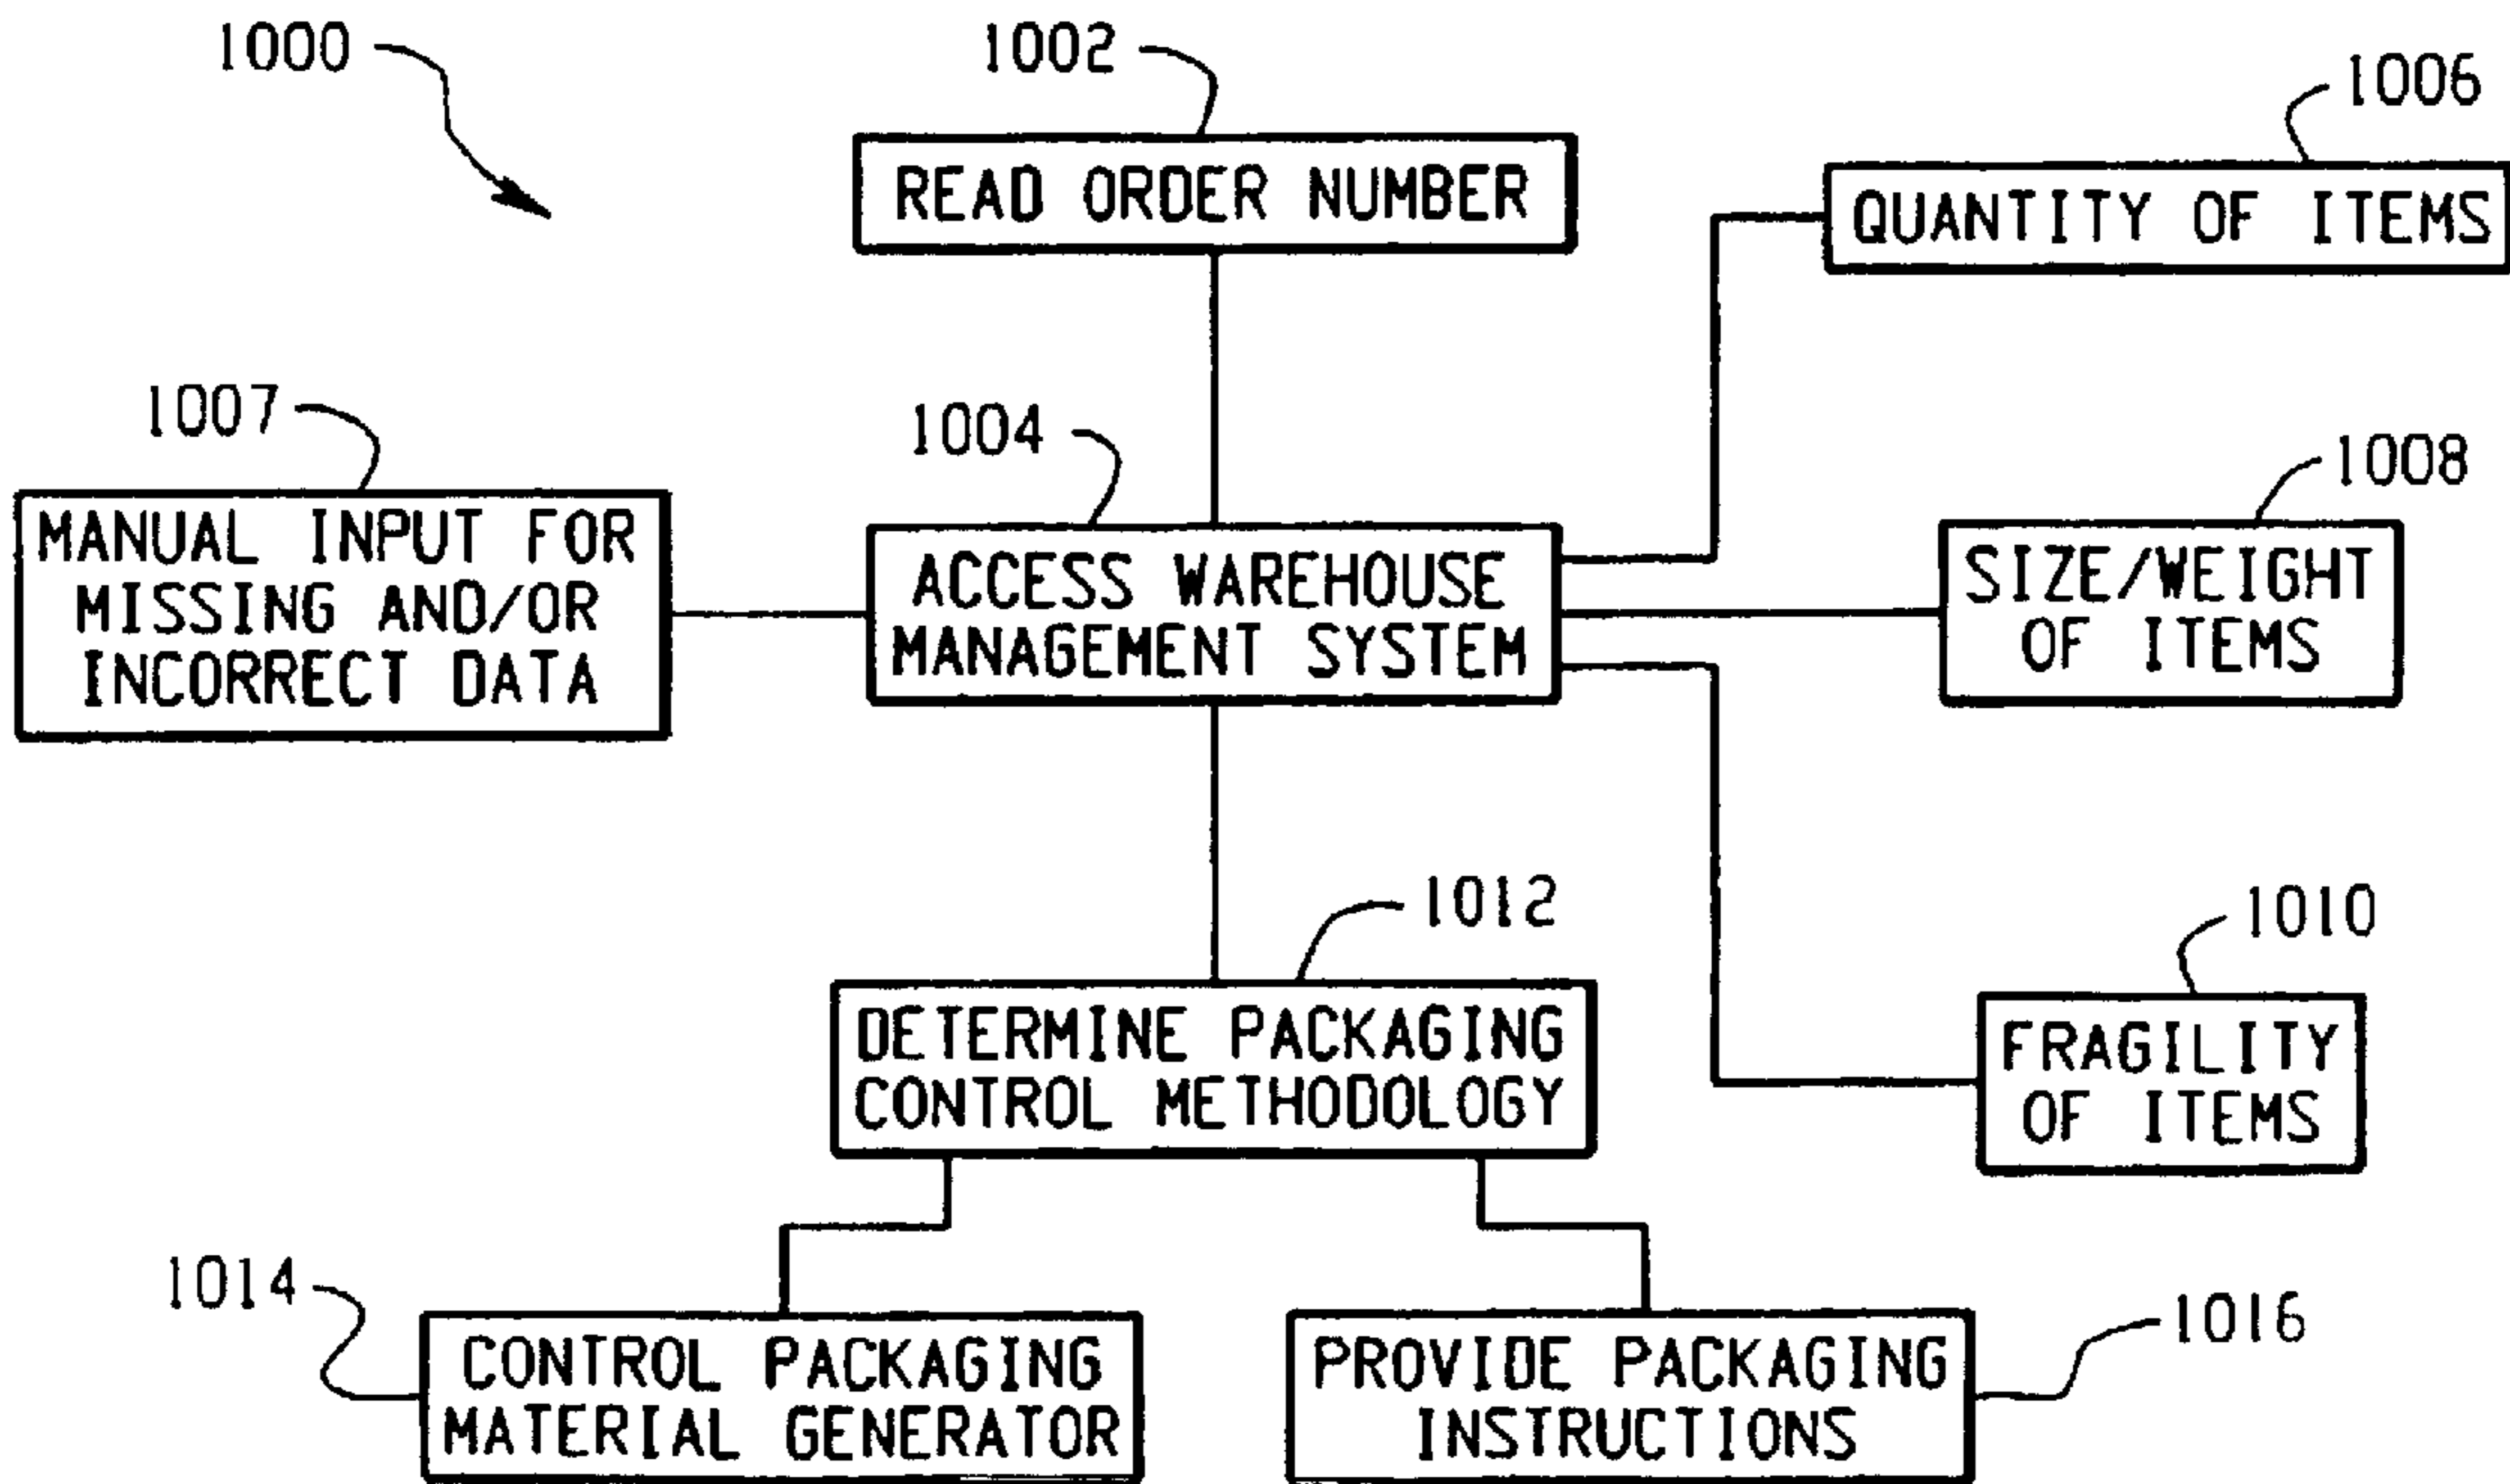 1000
1002
READ ORDER NUMBER
1006
QUANTITY OF ITEMS
1007
MANUAL INPUT FOR
MISSING AND/OR
INCORRECT DATA
1004
ACCESS WAREHOUSE
MANAGEMENT SYSTEM
1008
SIZE/WEIGHT
OF ITEMS
1012
DETERMINE PACKAGING
CONTROL METHODOLOGY
1010
FRAGILITY
OF ITEMS
1014
CONTROL PACKAGING
MATERIAL GENERATOR
PROVIDE PACKAGING
INSTRUCTIONS
1016